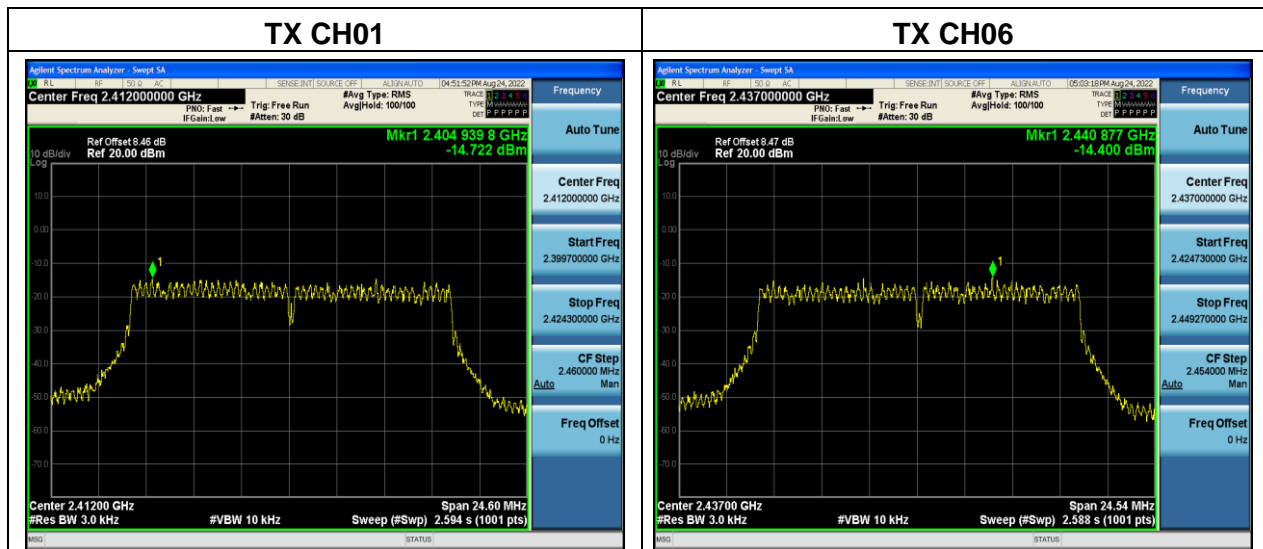 TX CH01
TX CH06
Agilent Spectrum Analyzer - Swept SA
RL RF 50 Ω AC SENSE:INT SOURCE OFF ALIGN AUTO 04:51:52 PM Aug 24, 2022
Center Freq 2.412000000 GHz
PNO: Fast
IFGain:Low
Trig: Free Run
#Atten: 30 dB
#Avg Type: RMS
Avg|Hold: 100/100
TRACE 1 2 3 4 5 6
TYPE M
DET P P P P P P
Frequency
Mkr1 2.404 939 8 GHz
-14.722 dBm
Ref Offset 8.46 dB
Ref 20.00 dBm
10 dB/div
Log
10.0
0.00
-10.0
-20.0
-30.0
-40.0
-50.0
-60.0
-70.0
1
Auto Tune
Center Freq
2.412000000 GHz
Start Freq
2.399700000 GHz
Stop Freq
2.424300000 GHz
CF Step
2.460000 MHz
Auto Man
Freq Offset
0 Hz
Center 2.41200 GHz
Span 24.60 MHz
#Res BW 3.0 kHz
#VBW 10 kHz
Sweep (#Swp) 2.594 s (1001 pts)
MSG
STATUS
Agilent Spectrum Analyzer - Swept SA
RL RF 50 Ω AC SENSE:INT SOURCE OFF ALIGN AUTO 05:03:18 PM Aug 24, 2022
Center Freq 2.437000000 GHz
PNO: Fast
IFGain:Low
Trig: Free Run
#Atten: 30 dB
#Avg Type: RMS
Avg|Hold: 100/100
TRACE 1 2 3 4 5 6
TYPE M
DET P P P P P P
Frequency
Mkr1 2.440 877 GHz
-14.400 dBm
Ref Offset 8.47 dB
Ref 20.00 dBm
10 dB/div
Log
10.0
0.00
-10.0
-20.0
-30.0
-40.0
-50.0
-60.0
-70.0
1
Auto Tune
Center Freq
2.437000000 GHz
Start Freq
2.424730000 GHz
Stop Freq
2.449270000 GHz
CF Step
2.454000 MHz
Auto Man
Freq Offset
0 Hz
Center 2.43700 GHz
Span 24.54 MHz
#Res BW 3.0 kHz
#VBW 10 kHz
Sweep (#Swp) 2.588 s (1001 pts)
MSG
STATUS